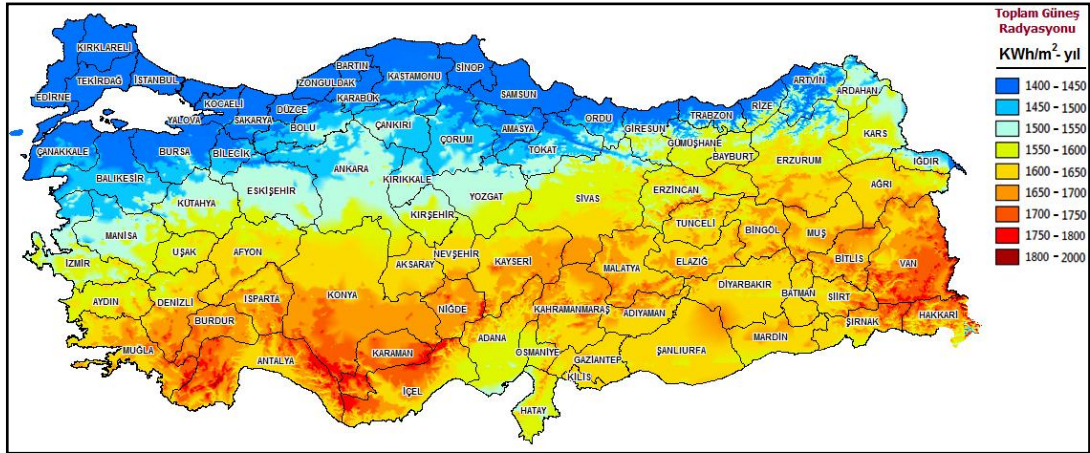 Toplam Güneş
Radyasyonu
KWh/m²- yıl
1400 - 1450
1450 - 1500
1500 - 1550
1550 - 1600
1600 - 1650
1650 - 1700
1700 - 1750
1750 - 1800
1800 - 2000
KIRKLARELİ
TEKİRDAĞ
İSTANBUL
EDİRNE
KOCAELİ
YALOVA
SAKARYA
DÜZCE
ZONGULDAK
BARTIN
KARABÜK
KASTAMONU
SİNOP
SAMSUN
ORDU
GİRESUN
TRABZON
RİZE
ARTVİN
ARDAHAN
ÇANAKKALE
BURSA
BİLECİK
BOLU
ÇANKIRI
ÇORUM
AMASYA
TOKAT
GÜMÜŞHANE
BAYBURT
ERZURUM
KARS
IĞDIR
BALIKESİR
KÜTAHYA
ESKİŞEHİR
ANKARA
KIRIKKALE
YOZGAT
SİVAS
ERZİNCAN
AĞRI
MANİSA
UŞAK
AFYON
KIRŞEHİR
NEVŞEHİR
AKSARAY
KAYSERİ
MALATYA
TUNCELİ
ELAZIĞ
BİNGÖL
MUŞ
BİTLİS
VAN
İZMİR
AYDIN
DENİZLİ
ISPARTA
BURDUR
KONYA
NİĞDE
KAHRAMANMARAŞ
ADIYAMAN
DİYARBAKIR
BATMAN
SİİRT
ŞIRNAK
HAKKARİ
MUĞLA
ANTALYA
KARAMAN
İÇEL
ADANA
OSMANİYE
GAZİANTEP
KİLİS
ŞANLIURFA
MARDİN
HATAY